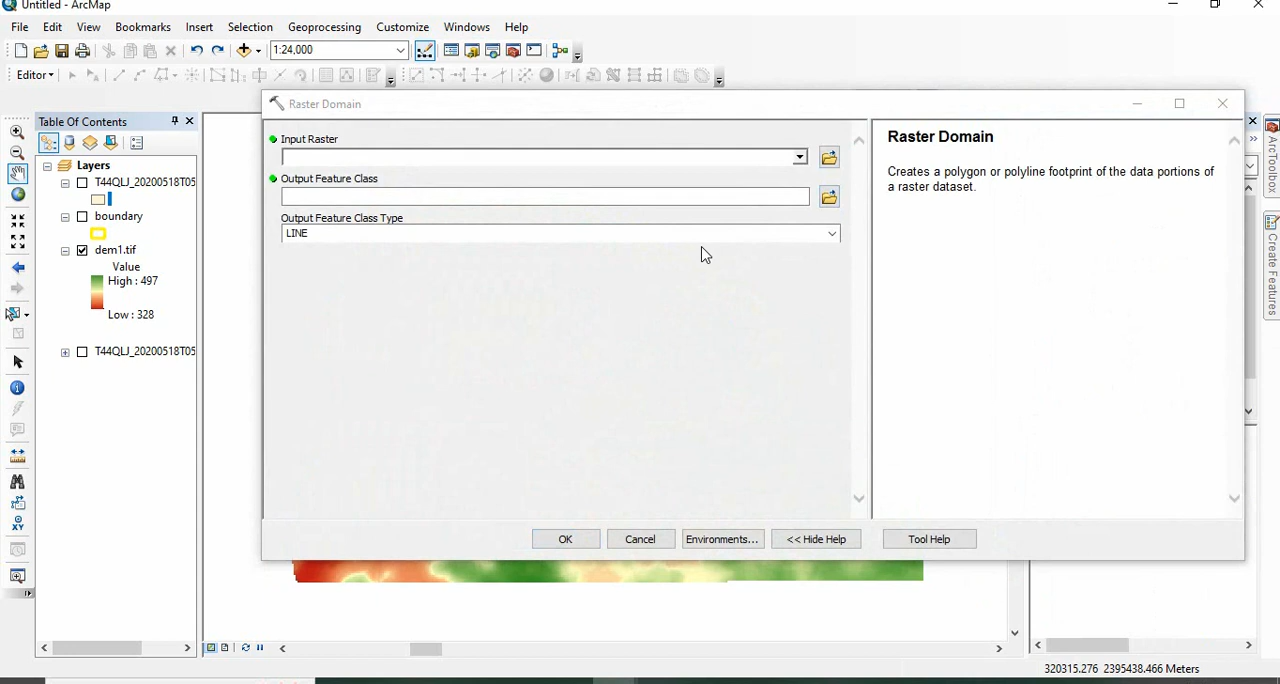 Untitled - ArcMap
File Edit View Bookmarks Insert Selection Geoprocessing Customize Windows Help
1:24,000
Editor
Raster Domain
Table Of Contents
Layers
T44QLJ_20200518T05
boundary
dem1.tif
Value
High : 497
Low : 328
T44QLJ_20200518T05
Input Raster
Output Feature Class
Output Feature Class Type
LINE
Raster Domain
Creates a polygon or polyline footprint of the data portions of
a raster dataset.
OK Cancel Environments... << Hide Help Tool Help
ArcToolbox
Create Features
XY
320315.276 2395438.466 Meters